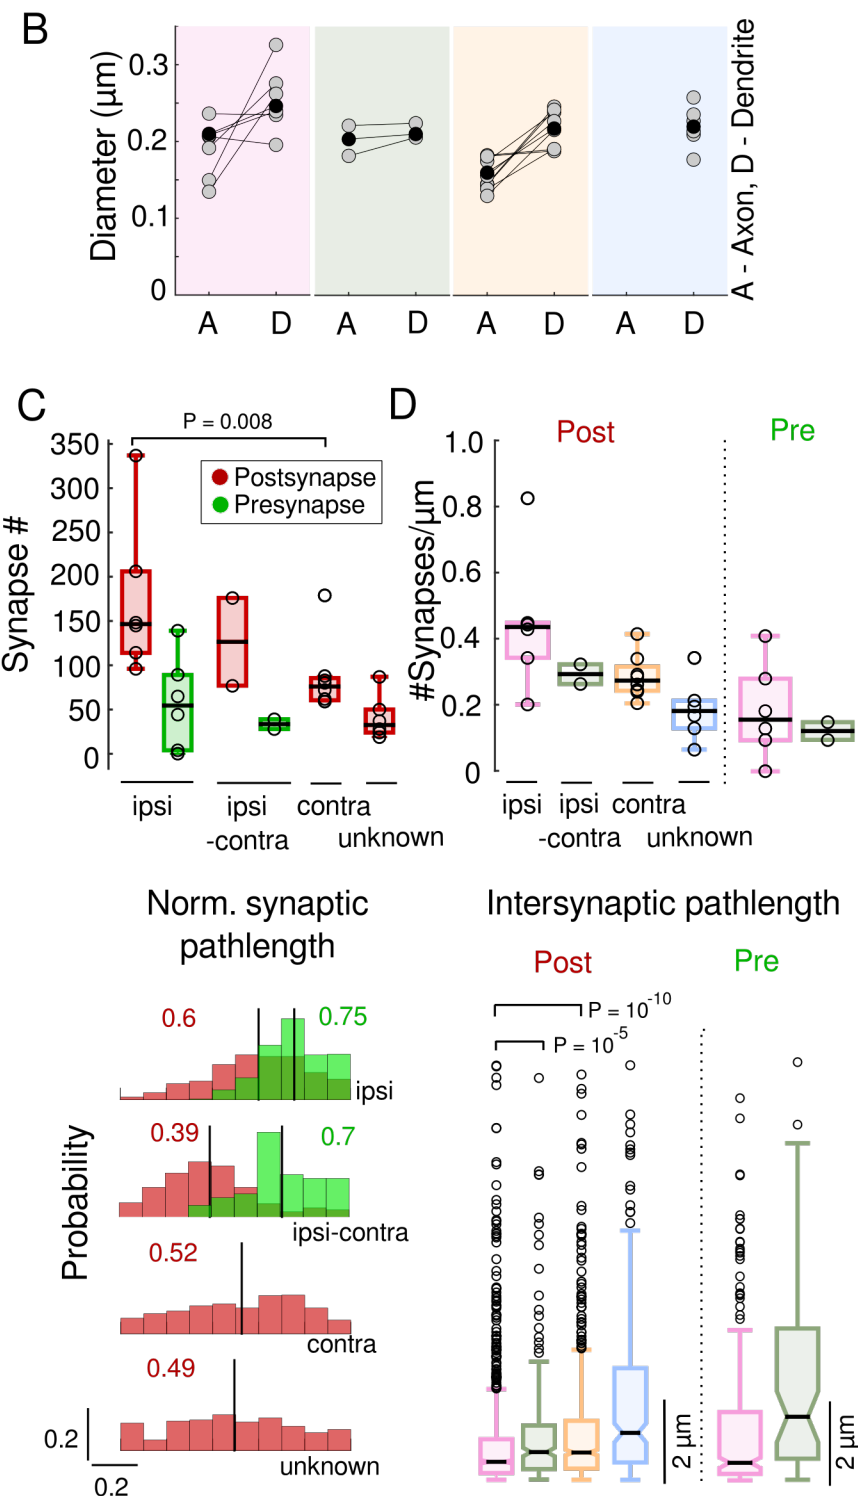 B
Diameter (µm)
0.3
0.2
0.1
0
A D A D A D A D
A - Axon, D - Dendrite
C
P = 0.008
Synapse #
350
300
250
200
150
100
50
0
Postsynapse
Presynapse
ipsi
ipsi
-contra
contra
unknown
D
Post
Pre
#Synapses/µm
1.0
0.8
0.6
0.4
0.2
0
ipsi
ipsi
-contra
contra
unknown
Norm. synaptic
pathlength
Probability
0.6
0.75
ipsi
0.39
0.7
ipsi-contra
0.52
contra
0.49
unknown
0.2
0.2
Intersynaptic pathlength
Post
Pre
P = 10-10
P = 10-5
2 µm
2 µm